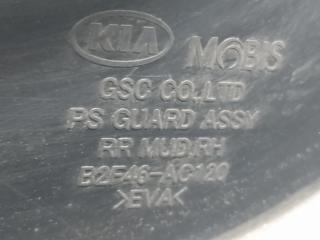 KIA MOBIS
GSC CO.,LTD
PS GUARD ASSY
RR MUD,RH
B2F46-AC120
>EVA<